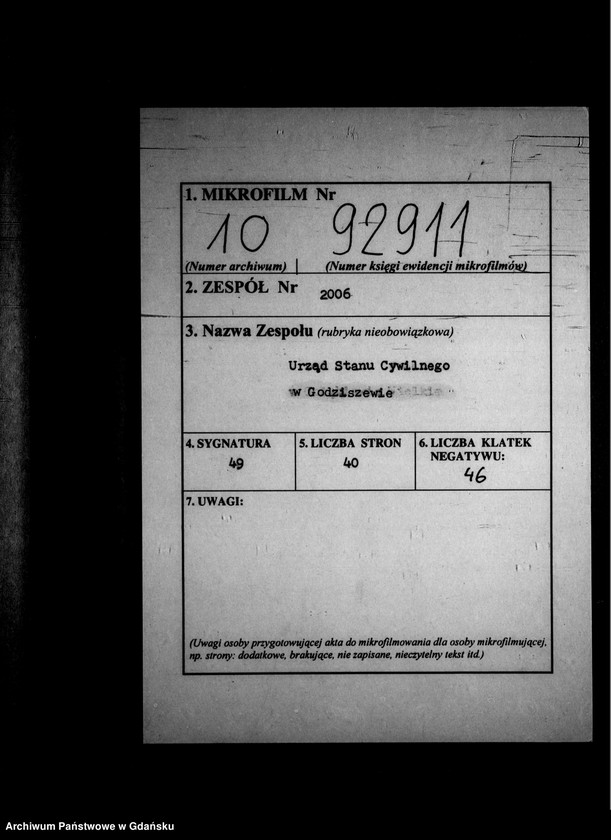 1. MIKROFILM Nr
10 92911
(Numer archiwum) (Numer księgi ewidencji mikrofilmów)
2. ZESPÓŁ Nr 2006
3. Nazwa Zespołu (rubryka nieobowiązkowa)
Urząd Stanu Cywilnego
w Godziszewie
4. SYGNATURA 5. LICZBA STRON 6. LICZBA KLATEK
NEGATYWU:
49 40 46
7. UWAGI:
(Uwagi osoby przygotowującej akta do mikrofilmowania dla osoby mikrofilmującej,
np. strony: dodatkowe, brakujące, nie zapisane, nieczytelny tekst itd.)
Archiwum Państwowe w Gdańsku